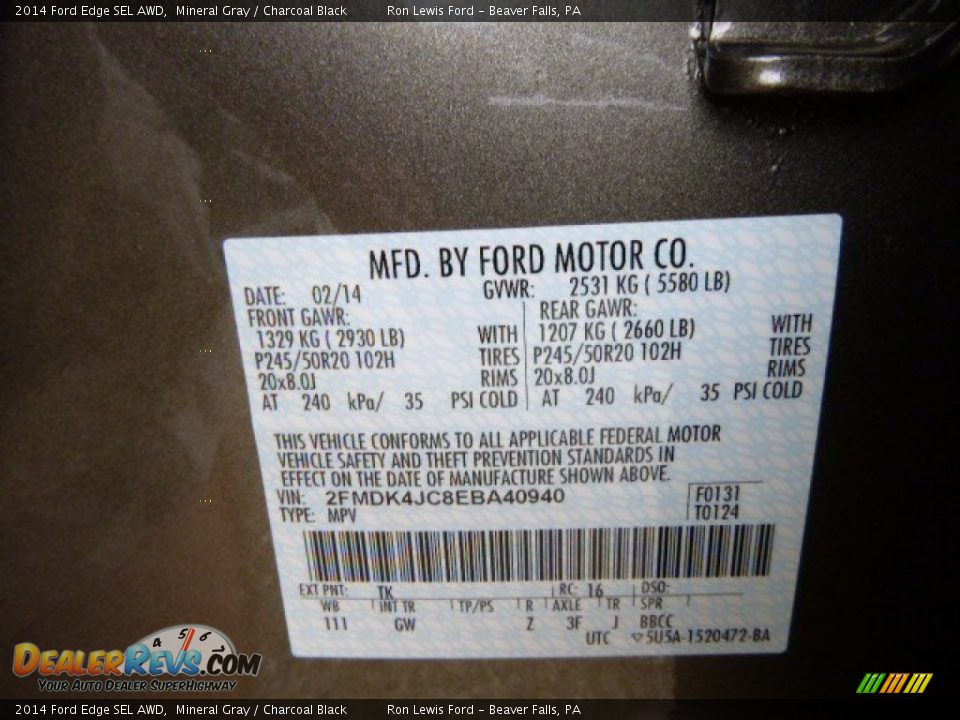 2014 Ford Edge SEL AWD, Mineral Gray / Charcoal Black Ron Lewis Ford - Beaver Falls, PA
MFD. BY FORD MOTOR CO.
DATE: 02/14 GVWR: 2531 KG ( 5580 LB)
FRONT GAWR: REAR GAWR:
1329 KG ( 2930 LB) WITH 1207 KG ( 2660 LB) WITH
P245/50R20 102H TIRES P245/50R20 102H TIRES
20x8.0J RIMS 20x8.0J RIMS
AT 240 kPa/ 35 PSI COLD AT 240 kPa/ 35 PSI COLD
THIS VEHICLE CONFORMS TO ALL APPLICABLE FEDERAL MOTOR
VEHICLE SAFETY AND THEFT PREVENTION STANDARDS IN
EFFECT ON THE DATE OF MANUFACTURE SHOWN ABOVE.
VIN: 2FMDK4JC8EBA40940 F0131
TYPE: MPV T0124
EXT PNT: TK RC: 16 DSO:
WB INT TR TP/PS R AXLE TR SPR
111 GW Z 3F J BBCC
UTC 5U5A-1520472-BA
4 5 6
DEALERREVS.COM
YOUR AUTO DEALER SUPERHIGHWAY
2014 Ford Edge SEL AWD, Mineral Gray / Charcoal Black Ron Lewis Ford - Beaver Falls, PA